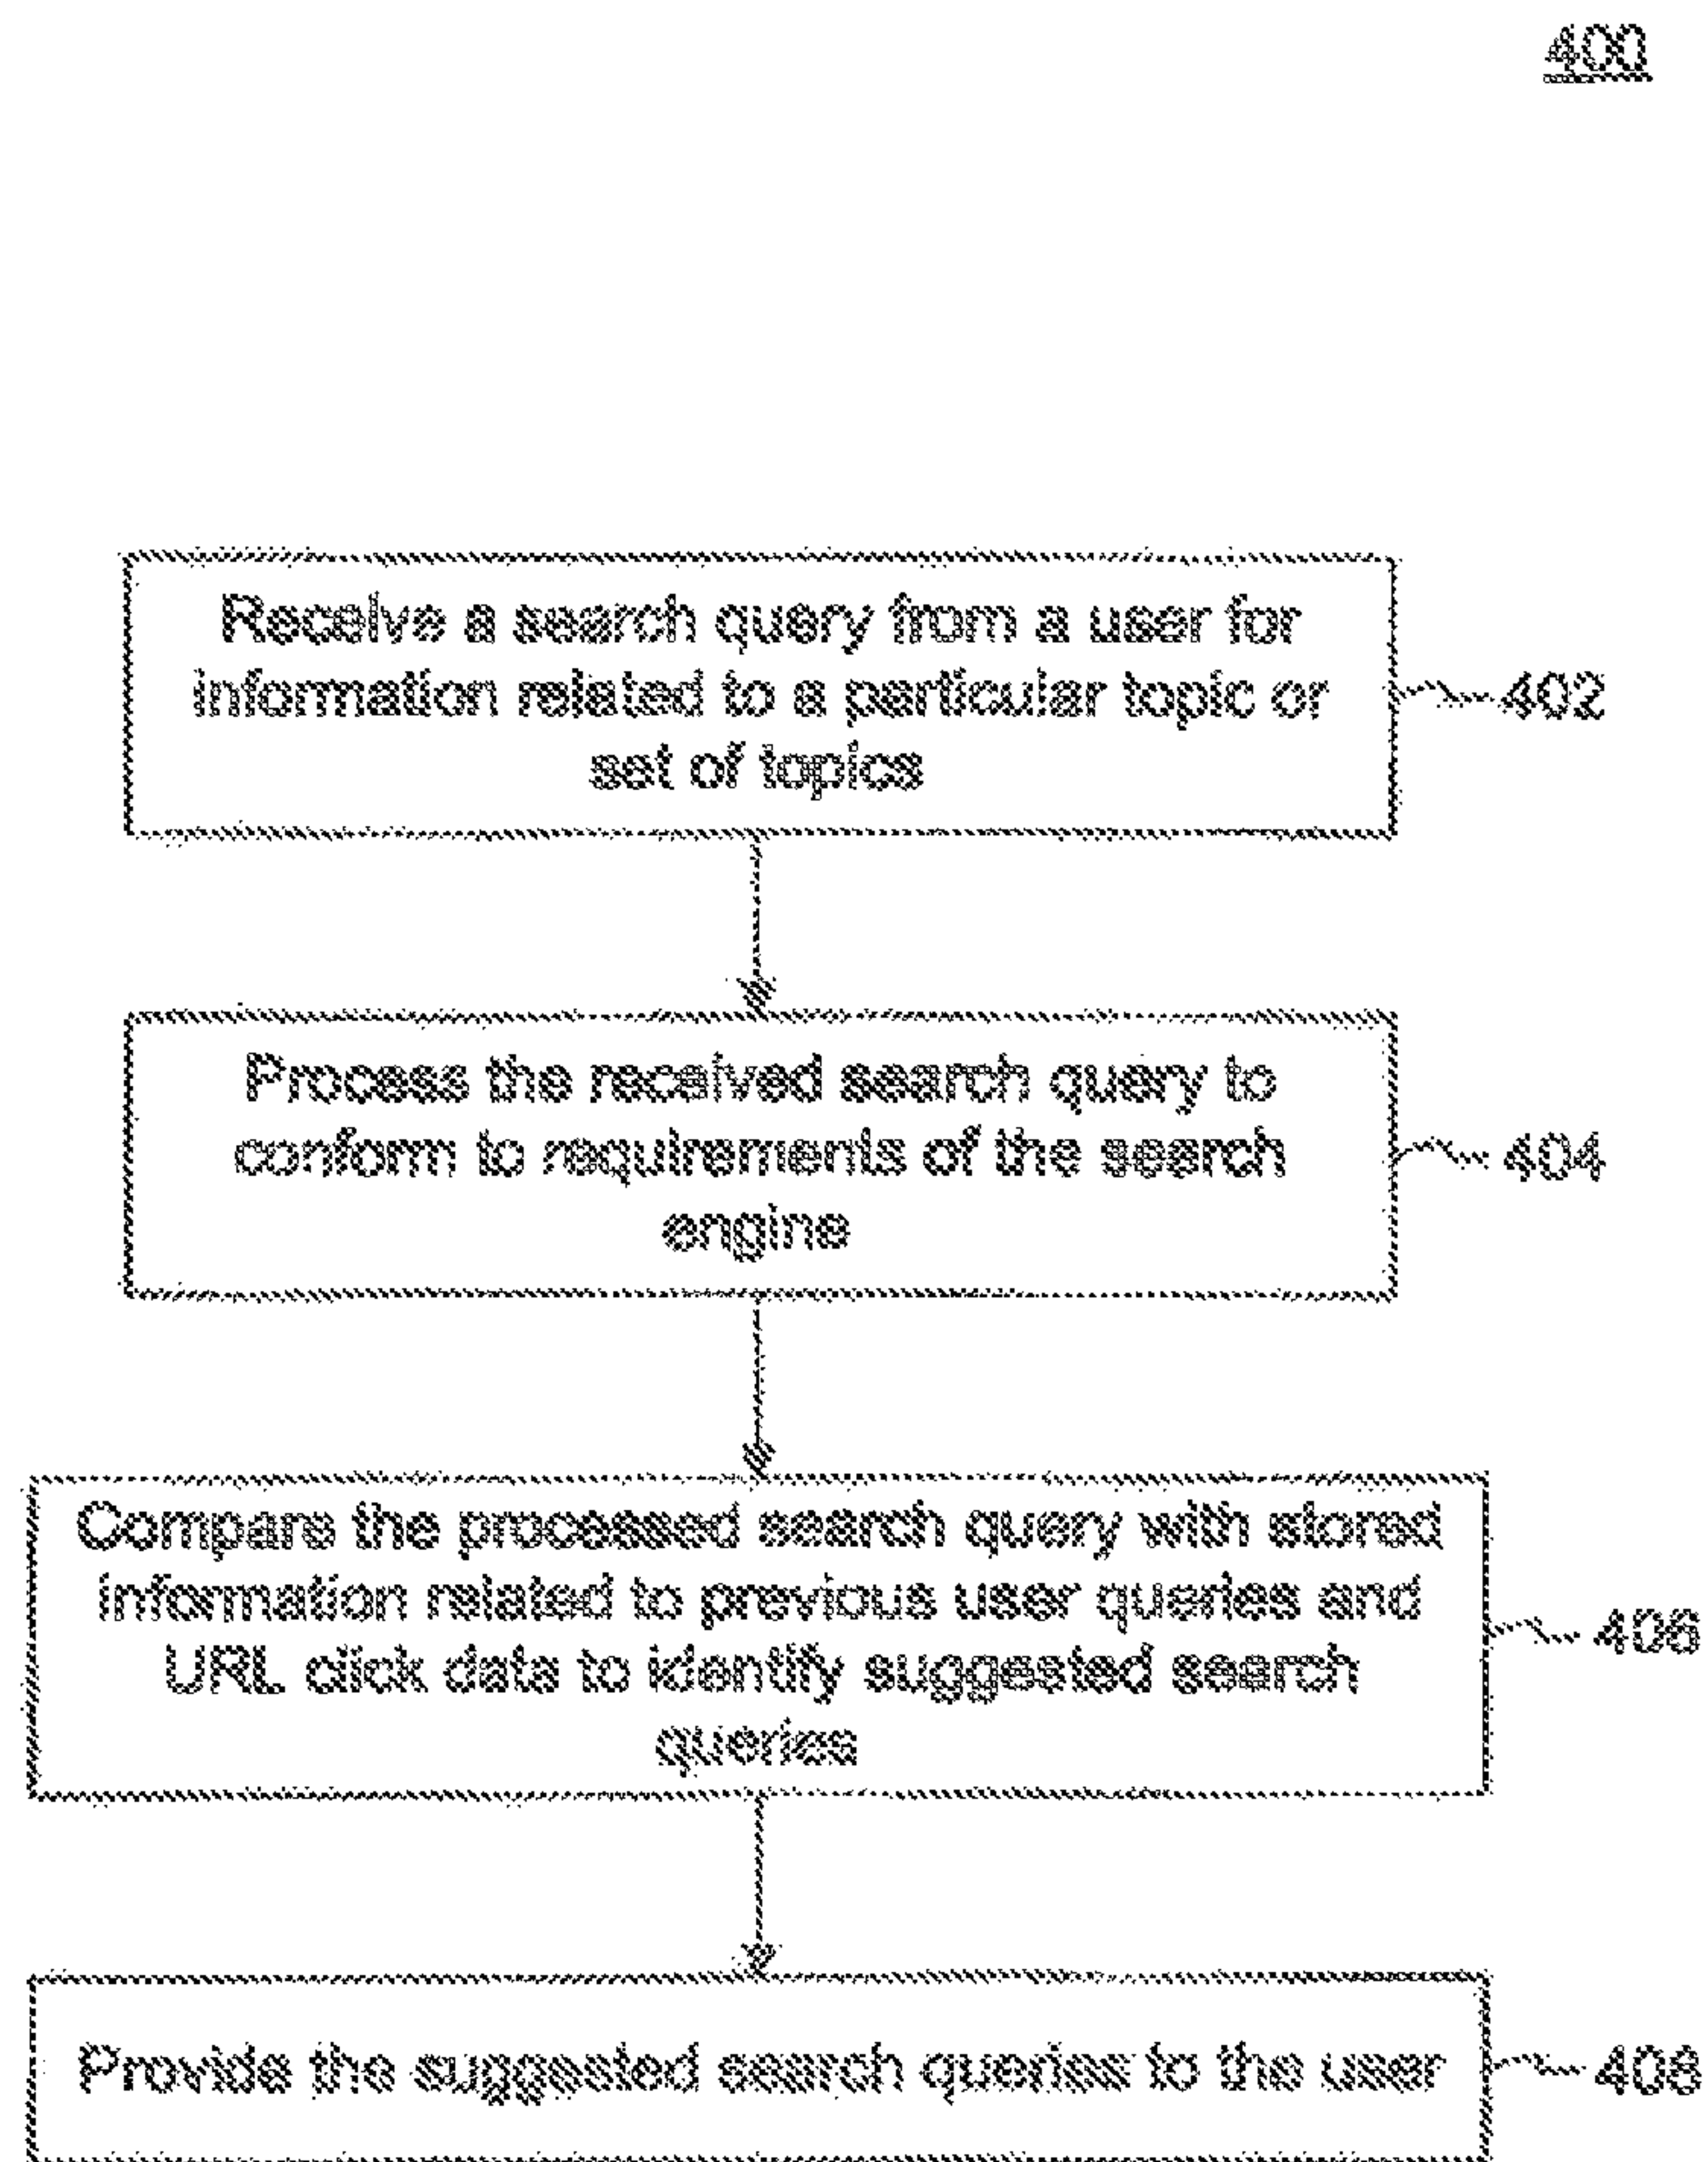 400
Receive a search query from a user for
information related to a particular topic or
set of topics
402
Process the received search query to
conform to requirements of the search
engine
404
Compare the processed search query with stored
information related to previous user queries and
URL click data to identify suggested search
queries
406
Provide the suggested search queries to the user
408